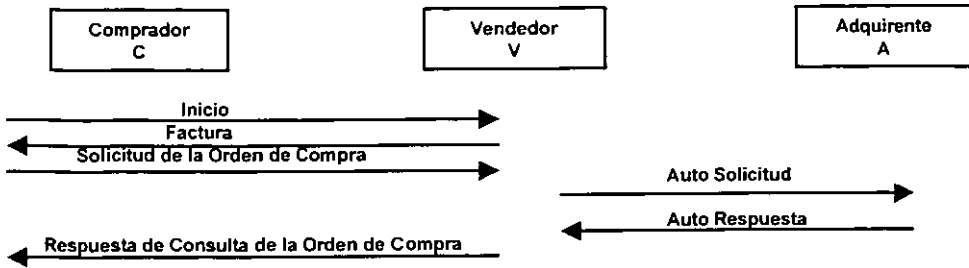 Comprador
C
Vendedor
V
Adquirente
A
Inicio
Factura
Solicitud de la Orden de Compra
Auto Solicitud
Auto Respuesta
Respuesta de Consulta de la Orden de Compra